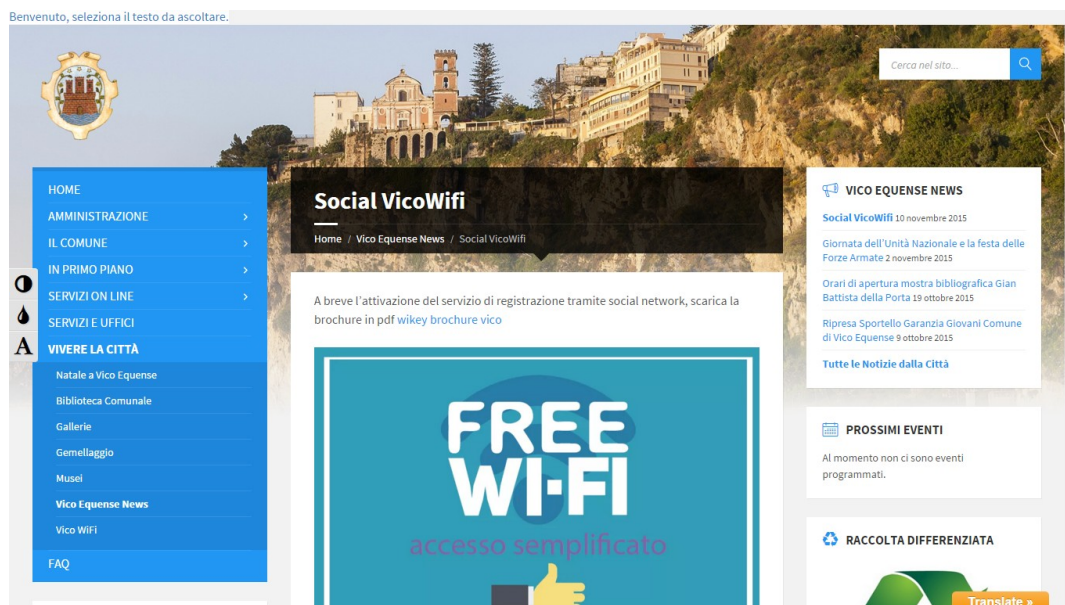 Benvenuto, seleziona il testo da ascoltare.
Cerca nel sito...
HOME
AMMINISTRAZIONE
IL COMUNE
IN PRIMO PIANO
SERVIZI ON LINE
SERVIZI E UFFICI
VIVERE LA CITTÀ
Natale a Vico Equense
Biblioteca Comunale
Gallerie
Gemellaggio
Musei
Vico Equense News
Vico WiFi
FAQ
A
Social VicoWifi
Home / Vico Equense News / Social VicoWifi
A breve l'attivazione del servizio di registrazione tramite social network, scarica la
brochure in pdf wikey brochure vico
FREE
WI-FI
accesso semplificato
VICO EQUENSE NEWS
Social VicoWifi 10 novembre 2015
Giornata dell'Unità Nazionale e la festa delle
Forze Armate 2 novembre 2015
Orari di apertura mostra bibliografica Gian
Battista della Porta 19 ottobre 2015
Ripresa Sportello Garanzia Giovani Comune
di Vico Equense 9 ottobre 2015
Tutte le Notizie dalla Città
PROSSIMI EVENTI
Al momento non ci sono eventi
programmati.
RACCOLTA DIFFERENZIATA
Translate »